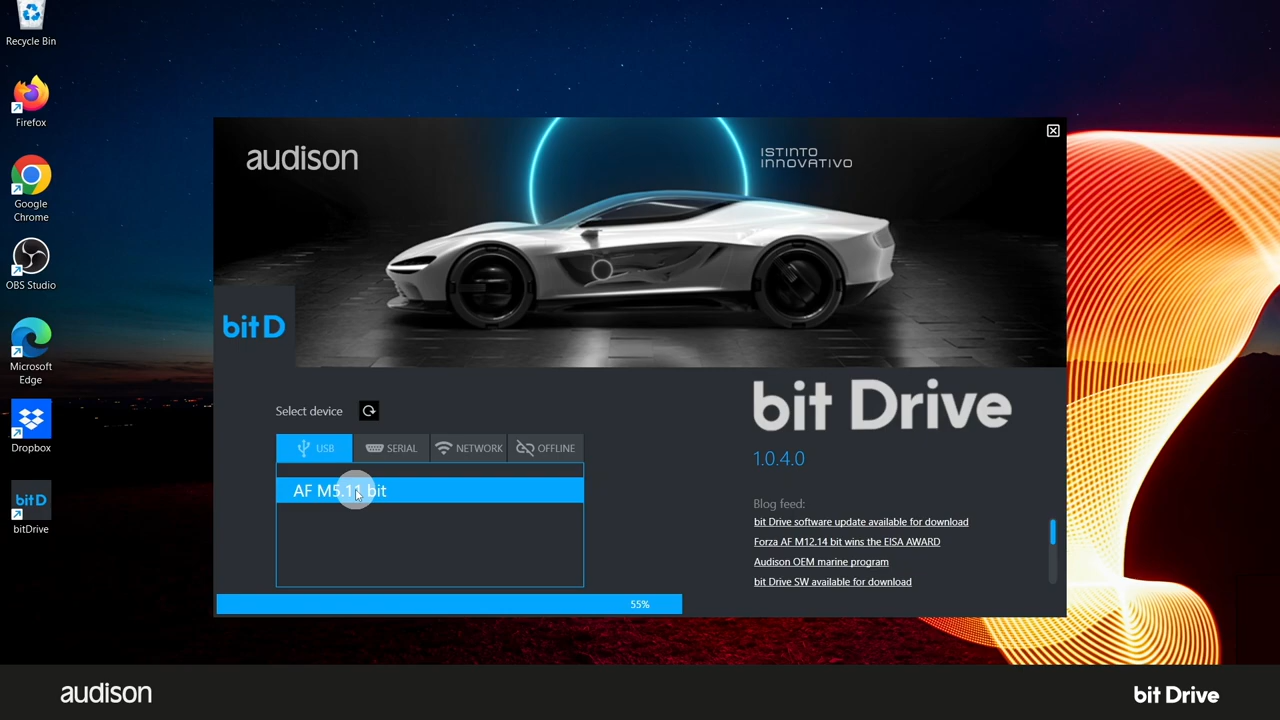 Recycle Bin
Firefox
Google
Chrome
OBS Studio
Microsoft
Edge
Dropbox
bitD
bitDrive
audison
ISTINTO
INNOVATIVO
bitD
Select device
USB
SERIAL
NETWORK
OFFLINE
AF M5.11 bit
55%
bit Drive
1.0.4.0
Blog feed:
bit Drive software update available for download
Forza AF M12.14 bit wins the EISA AWARD
Audison OEM marine program
bit Drive SW available for download
audison
bit Drive